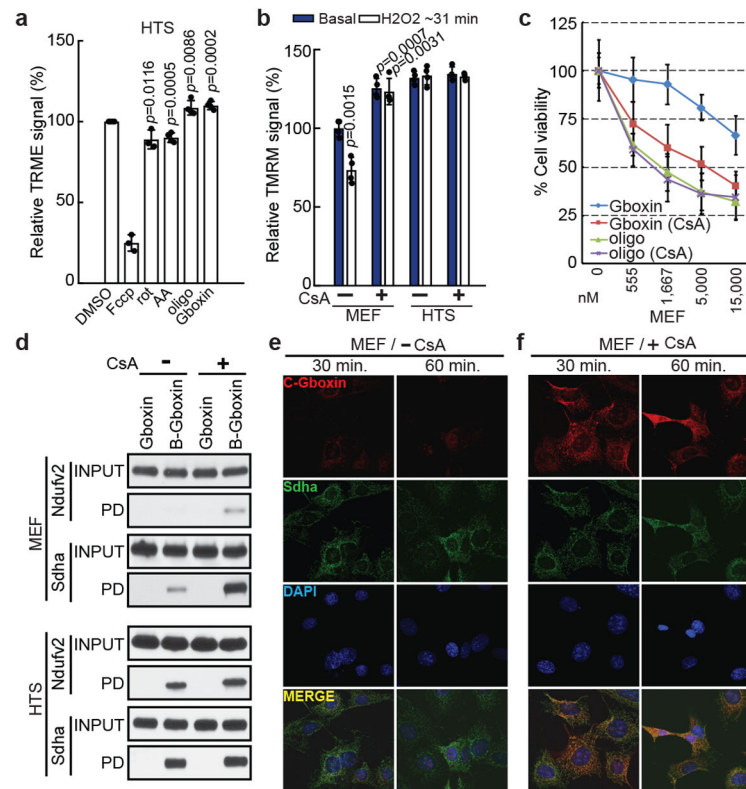 a
HTS
Relative TRME signal (%)
150
100
50
0
p=0.0116
p=0.0005
p=0.0086
p=0.0002
DMSO
Fccp
rot
AA
oligo
Gboxin
b
Basal
H2O2 ~31 min
Relative TMRM signal (%)
150
100
50
0
p=0.0015
p=0.0007
p=0.0031
CsA
− + − +
MEF HTS
c
% Cell viability
125
100
75
50
25
Gboxin
Gboxin (CsA)
oligo
oligo (CsA)
0
555
1,667
5,000
15,000
nM
MEF
d
CsA − +
Gboxin
B-Gboxin
Gboxin
B-Gboxin
MEF
Ndufv2
INPUT
PD
Sdha
INPUT
PD
HTS
Ndufv2
INPUT
PD
Sdha
INPUT
PD
e
MEF / − CsA
30 min. 60 min.
C-Gboxin
Sdha
DAPI
MERGE
f
MEF / + CsA
30 min. 60 min.